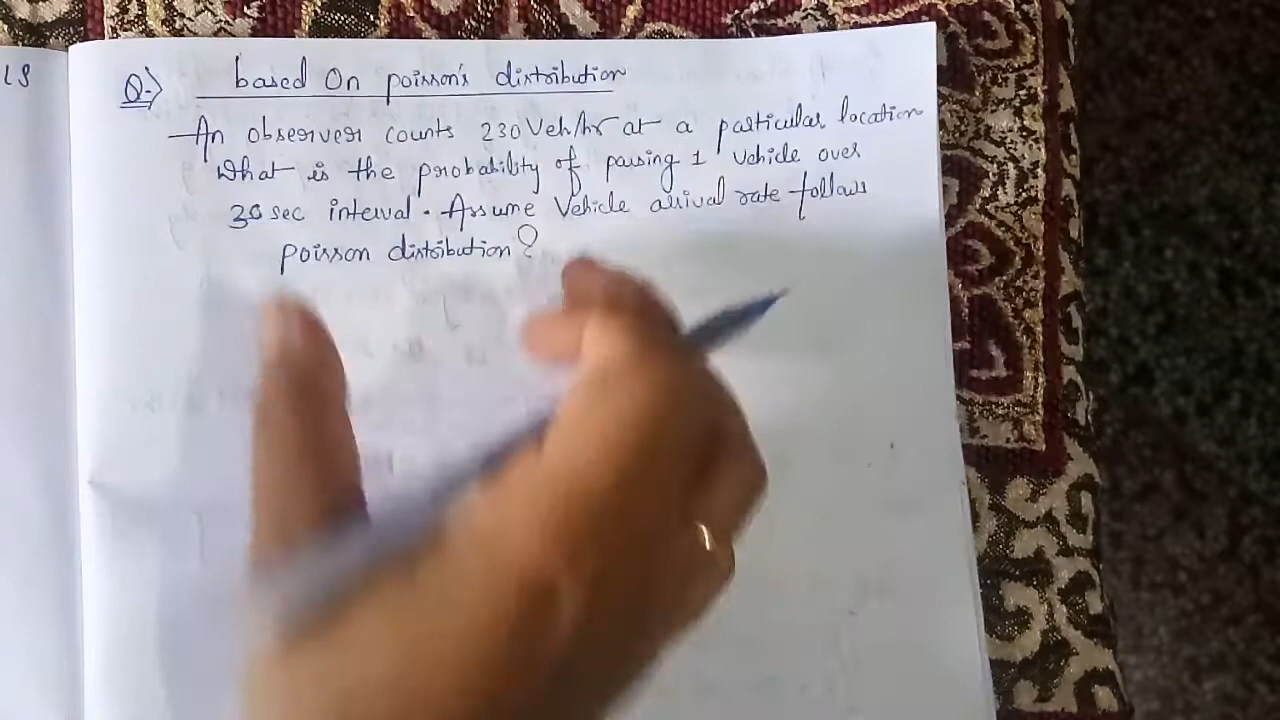 LS
Q→ based On poisson's distribution
An observer counts 230 Veh/hr at a particular location
What is the probability of passing 1 vehicle over
30 sec interval. Assume Vehicle arrival rate follows
poisson distribution?